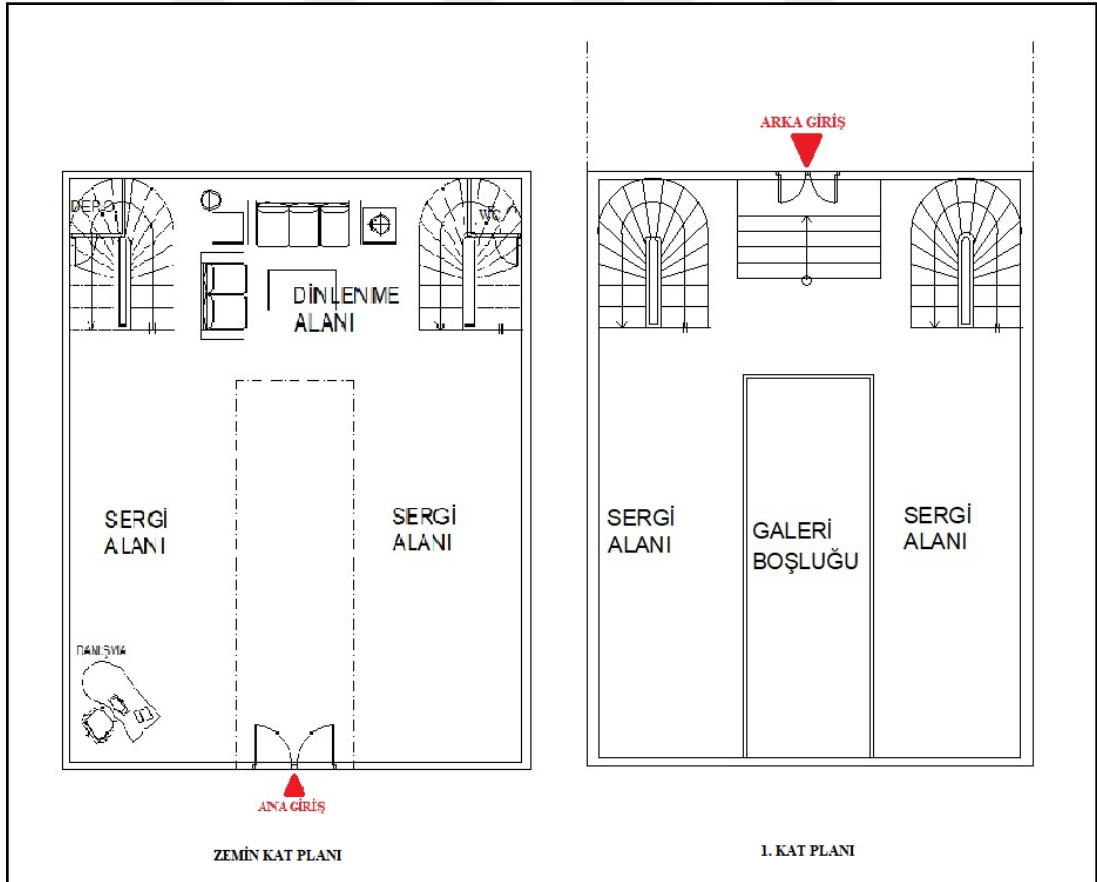 DEPO
WC
DİNLENME
ALANI
SERGİ
ALANI
SERGİ
ALANI
DANIŞMA
ANA GİRİŞ
ZEMİN KAT PLANI
ARKA GİRİŞ
SERGİ
ALANI
GALERİ
BOŞLUĞU
SERGİ
ALANI
1. KAT PLANI